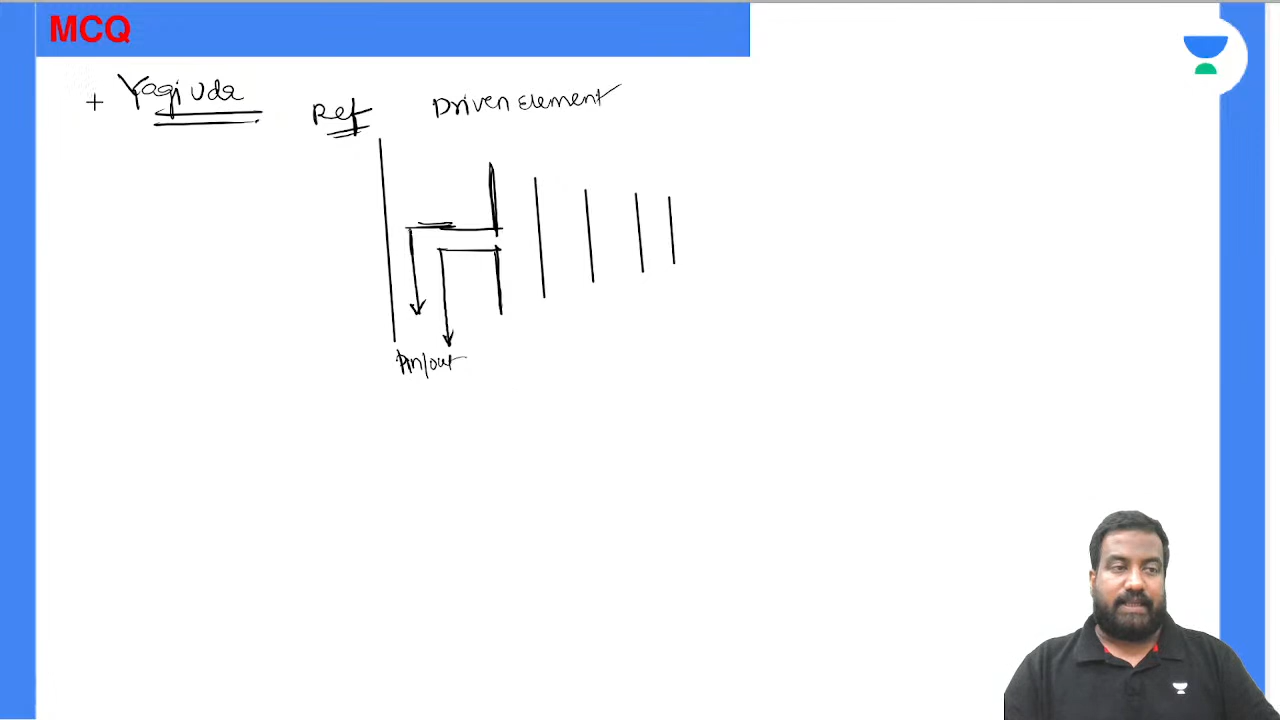 MCQ
+ Yagi Uda
Ref
Driven Element
Pin/out